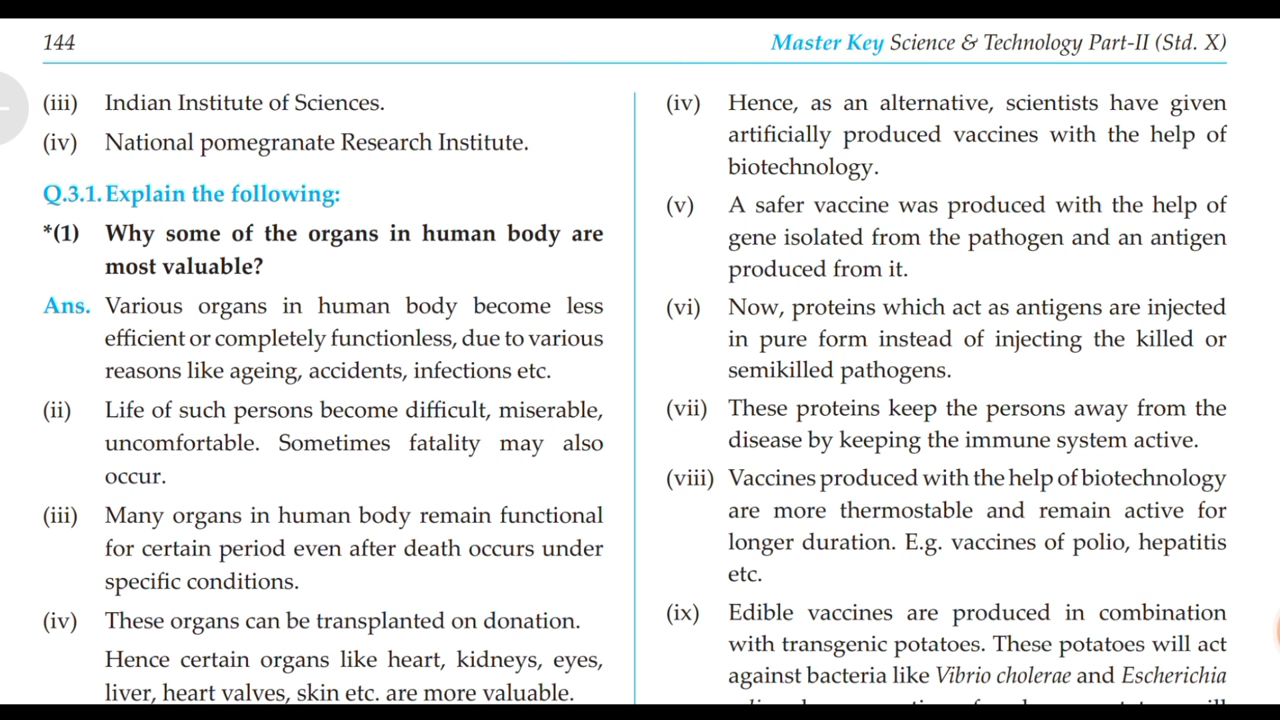 144
Master Key Science & Technology Part-II (Std. X)
(iii) Indian Institute of Sciences.
(iv) National pomegranate Research Institute.
Q.3.1. Explain the following:
*(1) Why some of the organs in human body are
most valuable?
Ans. Various organs in human body become less
efficient or completely functionless, due to various
reasons like ageing, accidents, infections etc.
(ii) Life of such persons become difficult, miserable,
uncomfortable. Sometimes fatality may also
occur.
(iii) Many organs in human body remain functional
for certain period even after death occurs under
specific conditions.
(iv) These organs can be transplanted on donation.
Hence certain organs like heart, kidneys, eyes,
liver, heart valves, skin etc. are more valuable.
(iv) Hence, as an alternative, scientists have given
artificially produced vaccines with the help of
biotechnology.
(v) A safer vaccine was produced with the help of
gene isolated from the pathogen and an antigen
produced from it.
(vi) Now, proteins which act as antigens are injected
in pure form instead of injecting the killed or
semikilled pathogens.
(vii) These proteins keep the persons away from the
disease by keeping the immune system active.
(viii) Vaccines produced with the help of biotechnology
are more thermostable and remain active for
longer duration. E.g. vaccines of polio, hepatitis
etc.
(ix) Edible vaccines are produced in combination
with transgenic potatoes. These potatoes will act
against bacteria like Vibrio cholerae and Escherichia